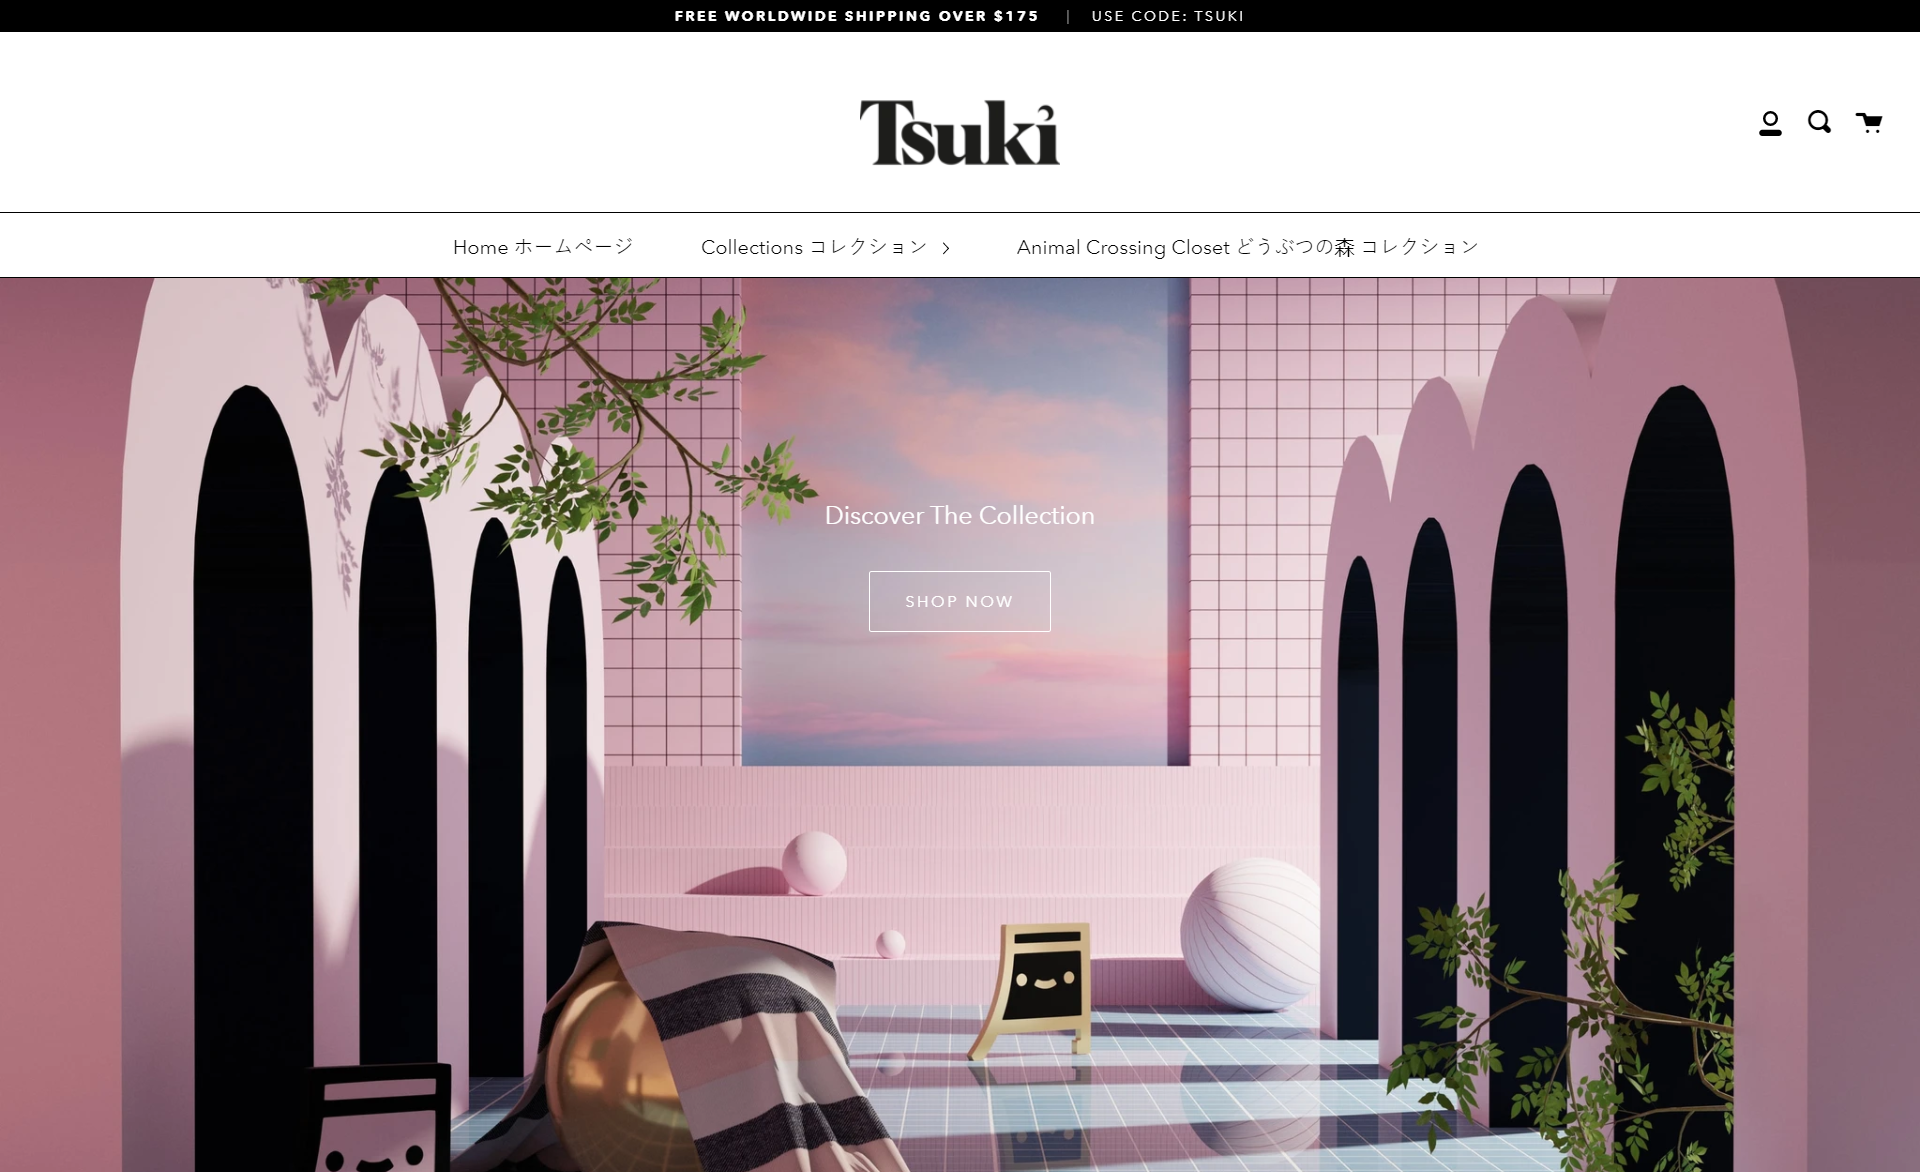 FREE WORLDWIDE SHIPPING OVER $175 | USE CODE: TSUKI
Tsuki
Home ホームページ Collections コレクション Animal Crossing Closet どうぶつの森 コレクション
Discover The Collection
SHOP NOW